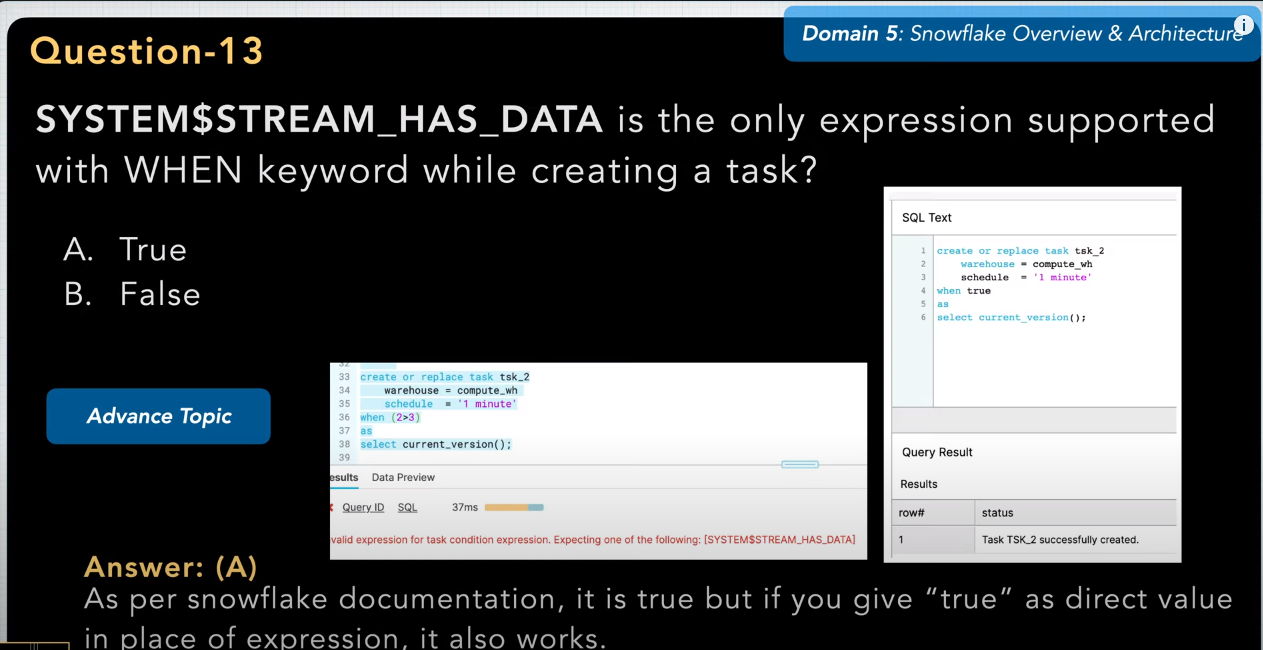 Domain 5: Snowflake Overview & Architecture
i
Question-13
SYSTEM$STREAM_HAS_DATA is the only expression supported
with WHEN keyword while creating a task?
A. True
B. False
SQL Text
1 create or replace task tsk_2
2 warehouse = compute_wh
3 schedule = '1 minute'
4 when true
5 as
6 select current_version();
Query Result
Results
row# status
1 Task TSK_2 successfully created.
Advance Topic
32
33 create or replace task tsk_2
34 warehouse = compute_wh
35 schedule = '1 minute'
36 when (2>3)
37 as
38 select current_version();
39
esults Data Preview
Query ID SQL 37ms
valid expression for task condition expression. Expecting one of the following: [SYSTEM$STREAM_HAS_DATA]
Answer: (A)
As per snowflake documentation, it is true but if you give “true” as direct value
in place of expression, it also works.